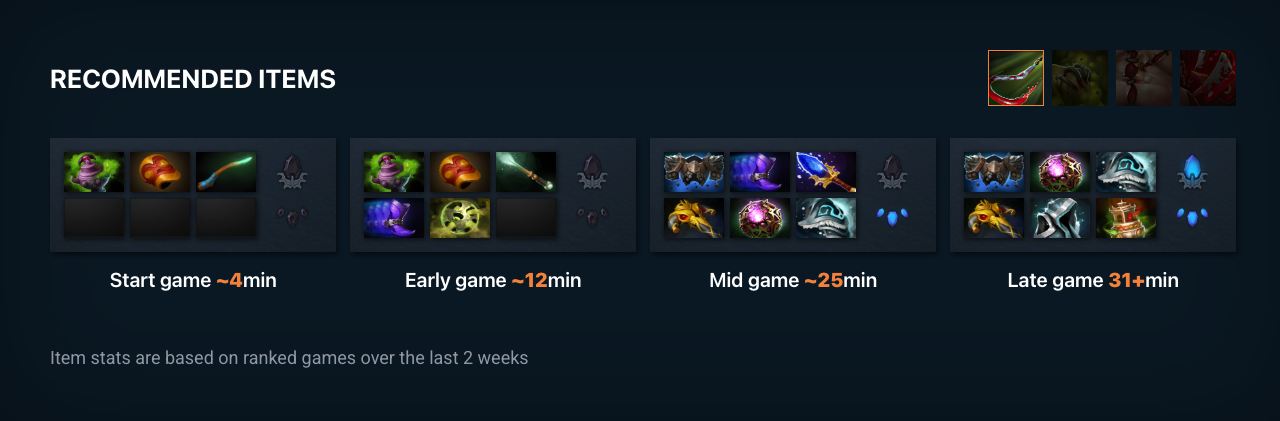 RECOMMENDED ITEMS
Start game ~4min
Early game ~12min
Mid game ~25min
Late game 31+min
Item stats are based on ranked games over the last 2 weeks